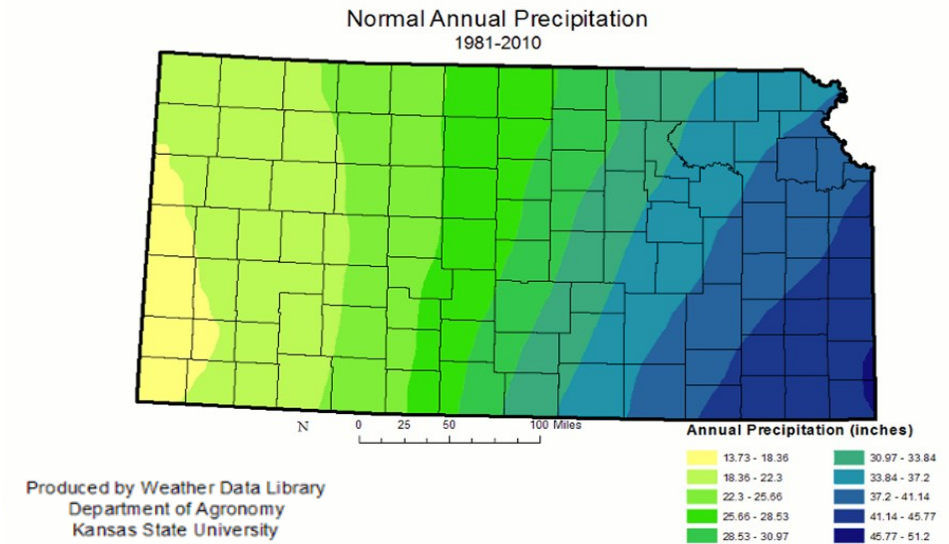 Normal Annual Precipitation
1981-2010
N
0 25 50 100 Miles
Annual Precipitation (inches)
13.73 - 18.36
18.36 - 22.3
22.3 - 25.66
25.66 - 28.53
28.53 - 30.97
30.97 - 33.84
33.84 - 37.2
37.2 - 41.14
41.14 - 45.77
45.77 - 51.2
Produced by Weather Data Library
Department of Agronomy
Kansas State University